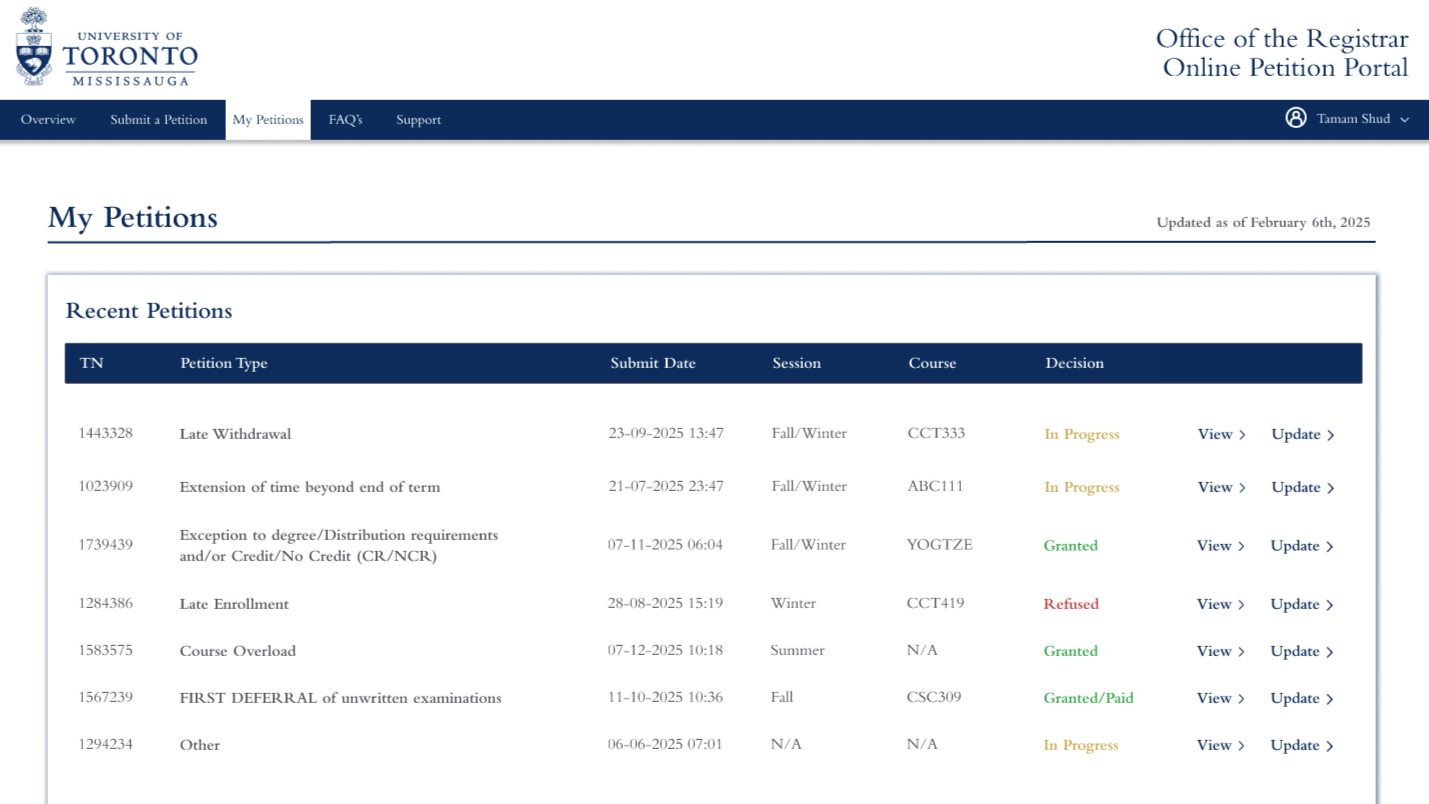 UNIVERSITY OF
TORONTO
MISSISSAUGA
Office of the Registrar
Online Petition Portal
Overview Submit a Petition My Petitions FAQ's Support Tamam Shud
My Petitions
Updated as of February 6th, 2025
Recent Petitions
TN Petition Type Submit Date Session Course Decision
1443328 Late Withdrawal 23-09-2025 13:47 Fall/Winter CCT333 In Progress View > Update >
1023909 Extension of time beyond end of term 21-07-2025 23:47 Fall/Winter ABC111 In Progress View > Update >
Exception to degree/Distribution requirements
1739439 and/or Credit/No Credit (CR/NCR) 07-11-2025 06:04 Fall/Winter YOGTZE Granted View > Update >
1284386 Late Enrollment 28-08-2025 15:19 Winter CCT419 Refused View > Update >
1583575 Course Overload 07-12-2025 10:18 Summer N/A Granted View > Update >
1567239 FIRST DEFERRAL of unwritten examinations 11-10-2025 10:36 Fall CSC309 Granted/Paid View > Update >
1294234 Other 06-06-2025 07:01 N/A N/A In Progress View > Update >